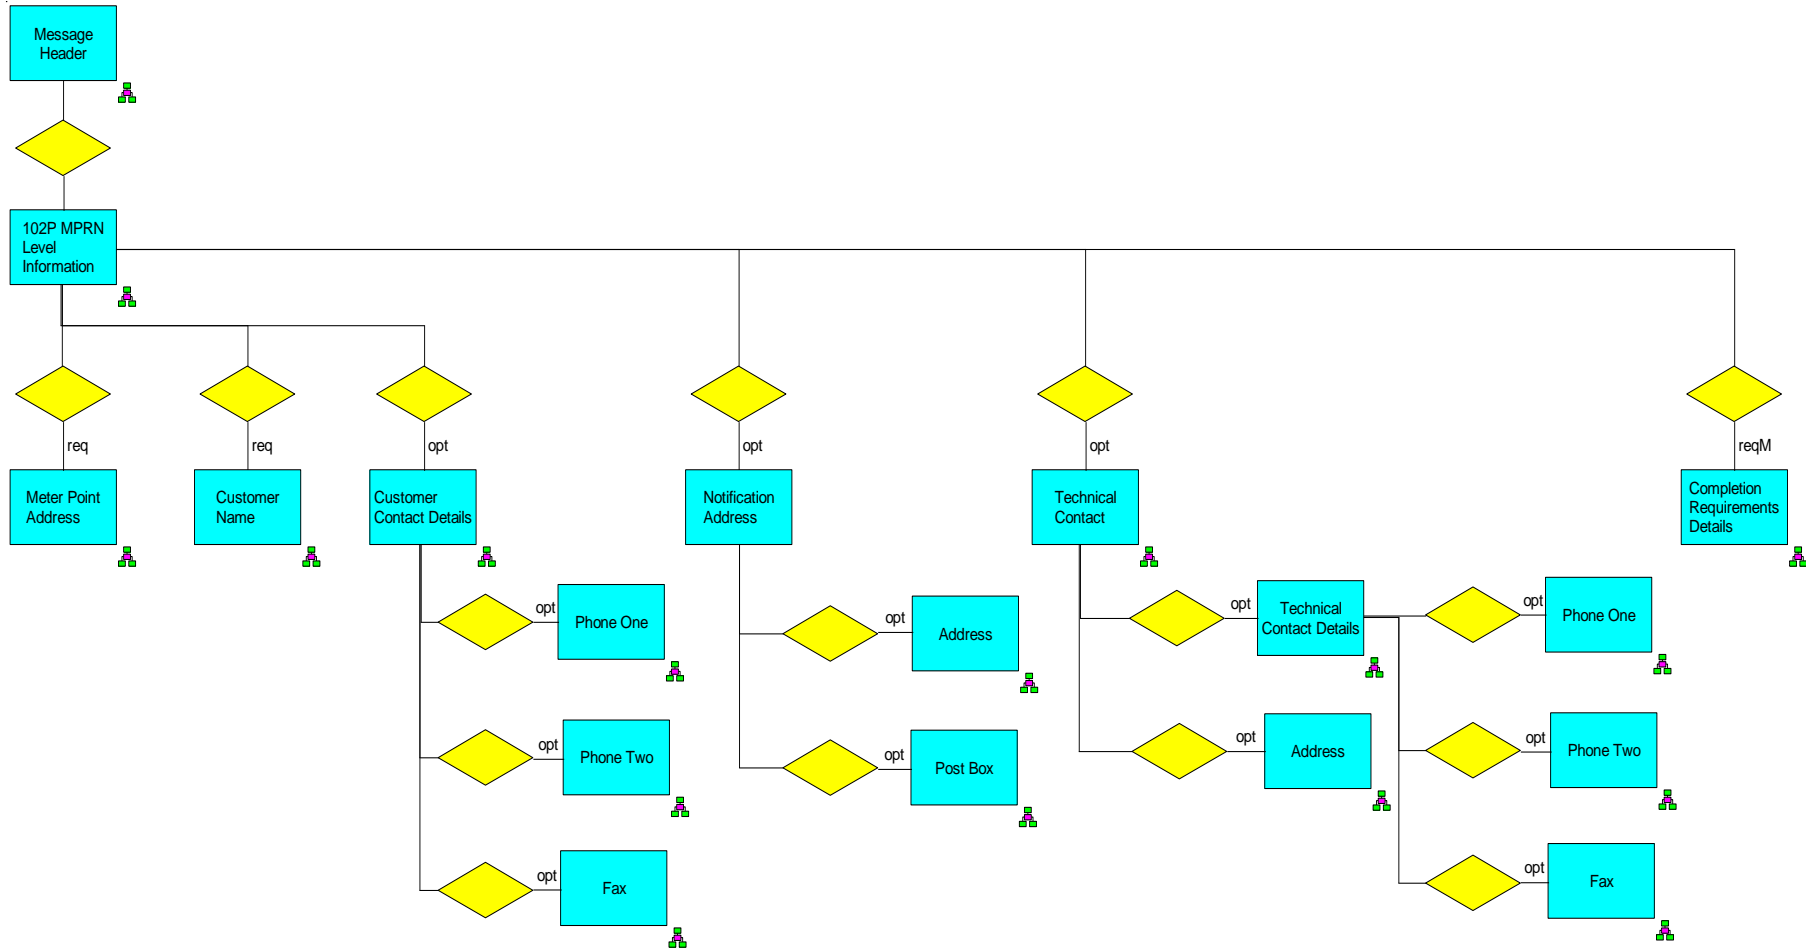 Message
Header
102P MPRN
Level
Information
req
req
opt
opt
opt
reqM
Meter Point
Address
Customer
Name
Customer
Contact Details
Notification
Address
Technical
Contact
Completion
Requirements
Details
opt
Phone One
opt
Address
opt
Technical
Contact Details
opt
Phone One
opt
Phone Two
opt
Post Box
opt
Address
opt
Phone Two
opt
Fax
opt
Fax